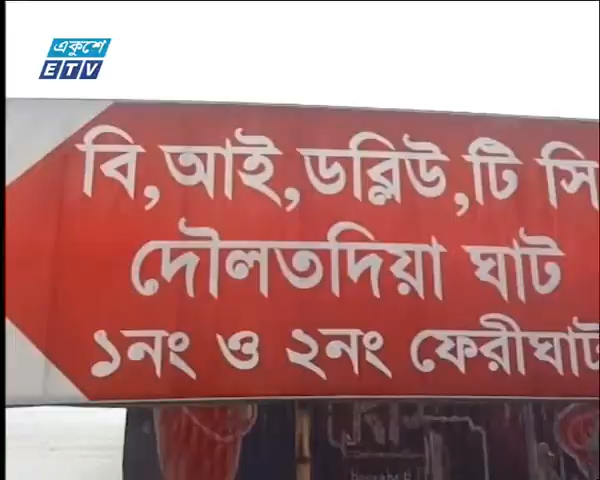 একুশে
ETV
বি,আই,ডব্লিউ,টি সি
দৌলতদিয়া ঘাট
১নং ও ২নং ফেরীঘাট